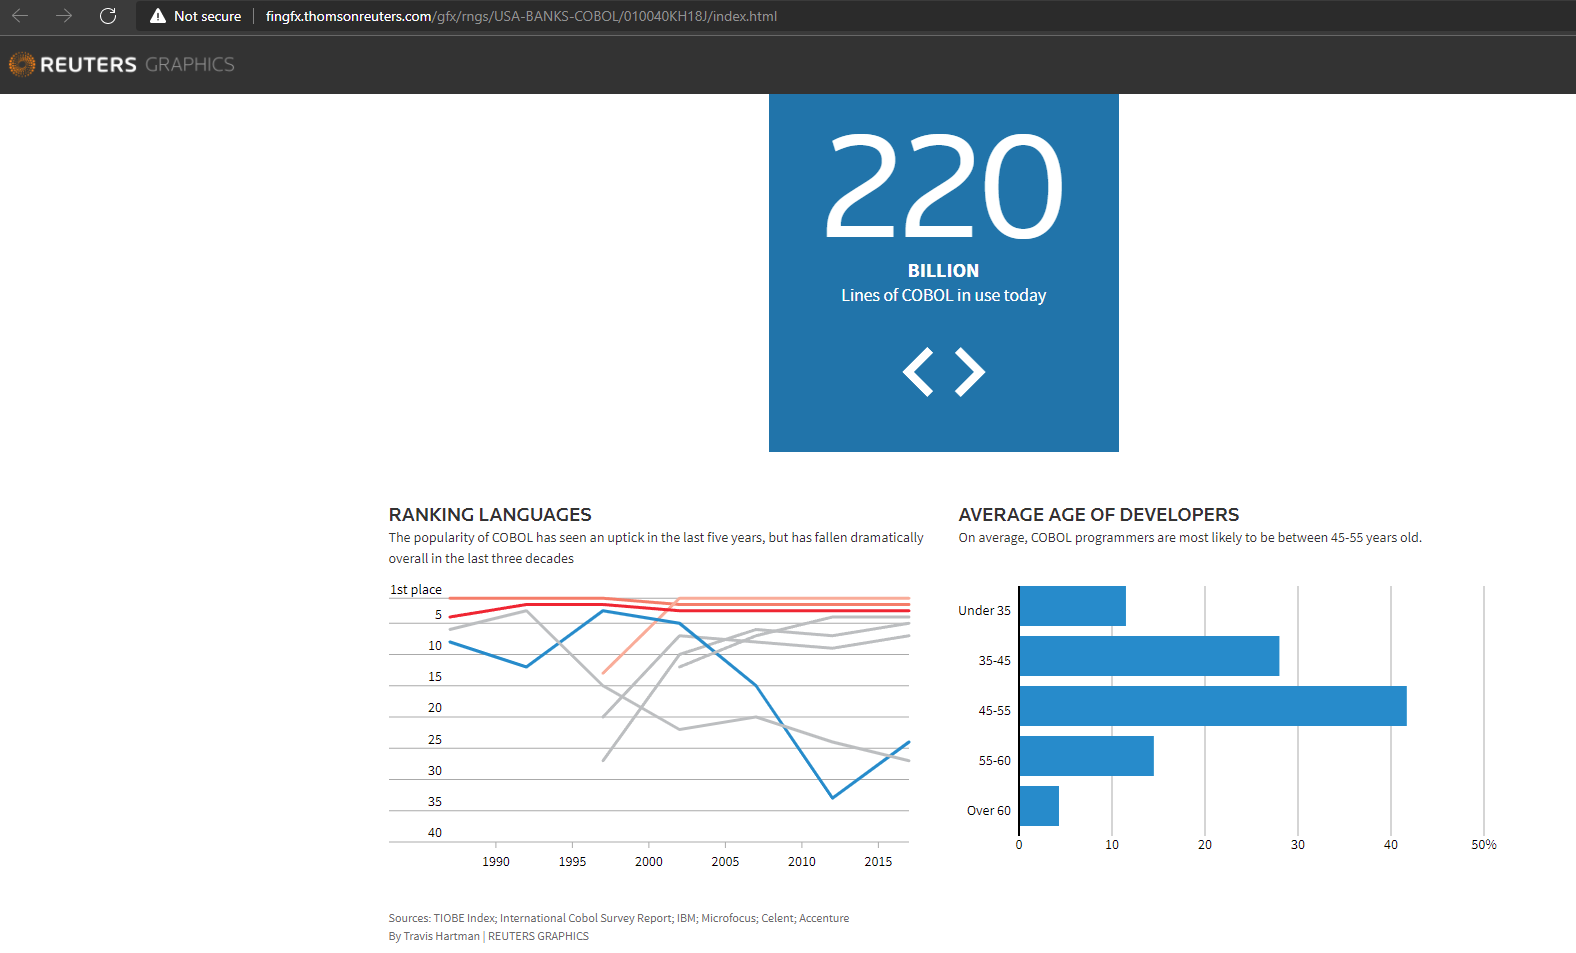 Not secure fingfx.thomsonreuters.com/gfx/rngs/USA-BANKS-COBOL/010040KH18J/index.html
REUTERS GRAPHICS
220
BILLION
Lines of COBOL in use today
RANKING LANGUAGES
The popularity of COBOL has seen an uptick in the last five years, but has fallen dramatically
overall in the last three decades
1st place
5
10
15
20
25
30
35
40
1990 1995 2000 2005 2010 2015
AVERAGE AGE OF DEVELOPERS
On average, COBOL programmers are most likely to be between 45-55 years old.
Under 35
35-45
45-55
55-60
Over 60
0 10 20 30 40 50%
Sources: TIOBE Index; International Cobol Survey Report; IBM; Microfocus; Celent; Accenture
By Travis Hartman | REUTERS GRAPHICS